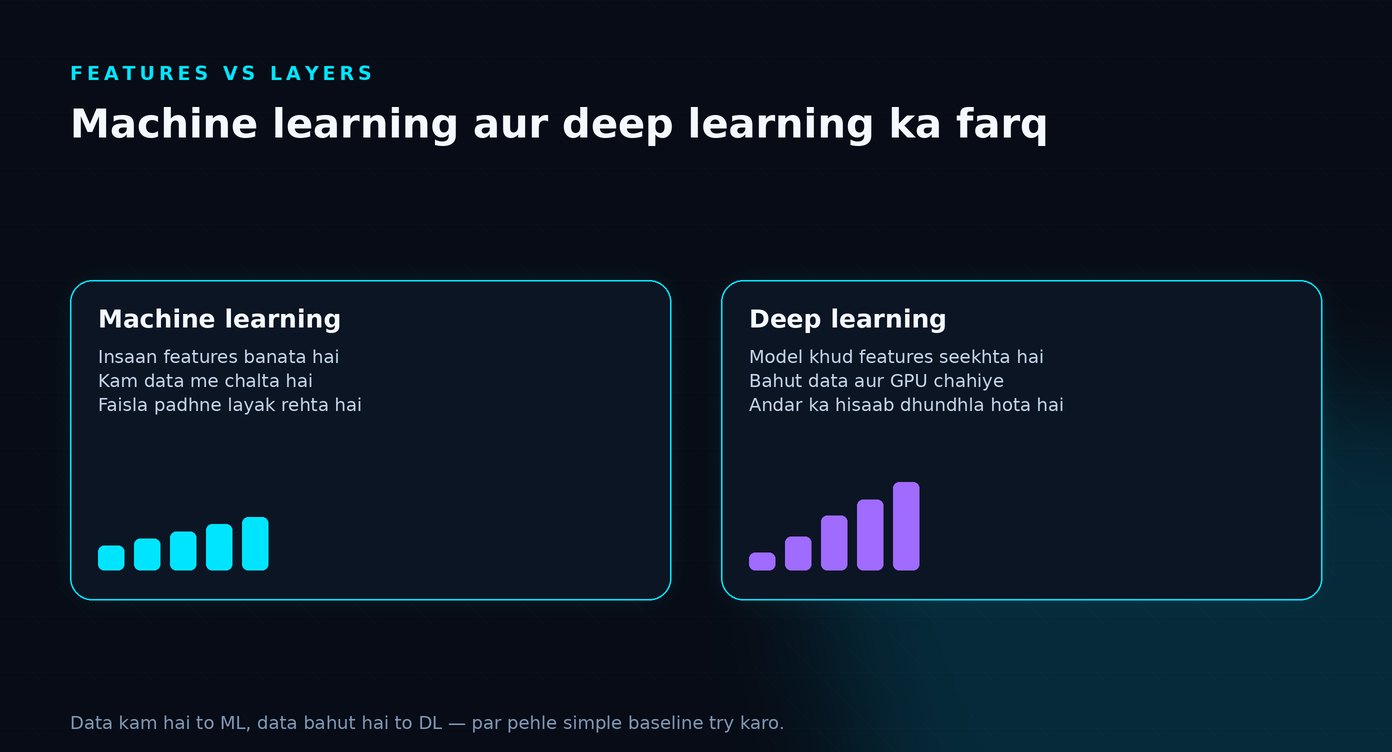 FEATURES VS LAYERS
Machine learning aur deep learning ka farq
Machine learning
Insaan features banata hai
Kam data me chalta hai
Faisla padhne layak rehta hai
Deep learning
Model khud features seekhta hai
Bahut data aur GPU chahiye
Andar ka hisaab dhundhla hota hai
Data kam hai to ML, data bahut hai to DL — par pehle simple baseline try karo.